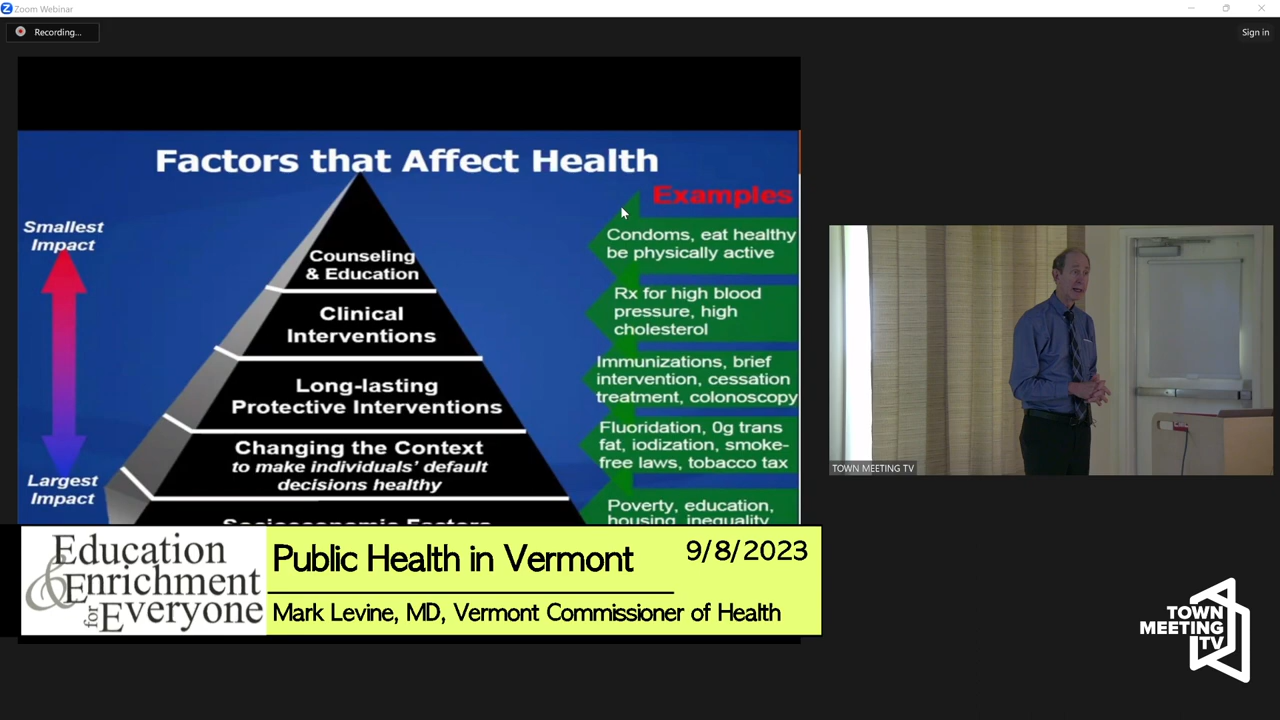 Zoom Webinar
Recording...
Sign in
Factors that Affect Health
Examples
Smallest
Impact
Largest
Impact
Counseling
& Education
Clinical
Interventions
Long-lasting
Protective Interventions
Changing the Context
to make individuals' default
decisions healthy
Socioeconomic Factors
Condoms, eat healthy
be physically active
Rx for high blood
pressure, high
cholesterol
Immunizations, brief
intervention, cessation
treatment, colonoscopy
Fluoridation, 0g trans
fat, iodization, smoke-
free laws, tobacco tax
Poverty, education,
housing, inequality
TOWN MEETING TV
Education
& Enrichment
for Everyone
Public Health in Vermont
9/8/2023
Mark Levine, MD, Vermont Commissioner of Health
TOWN
MEETING
TV